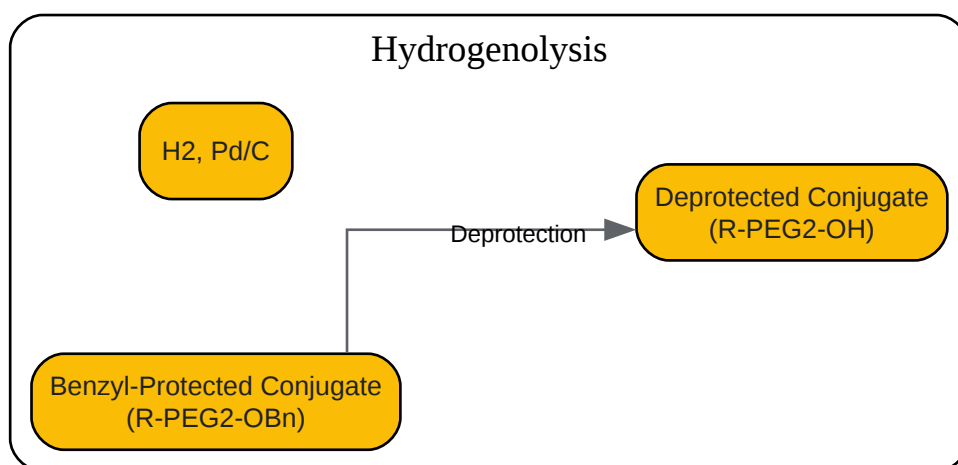 Hydrogenolysis
H2, Pd/C
Deprotected Conjugate
(R-PEG2-OH)
Deprotection
Benzyl-Protected Conjugate
(R-PEG2-OBn)